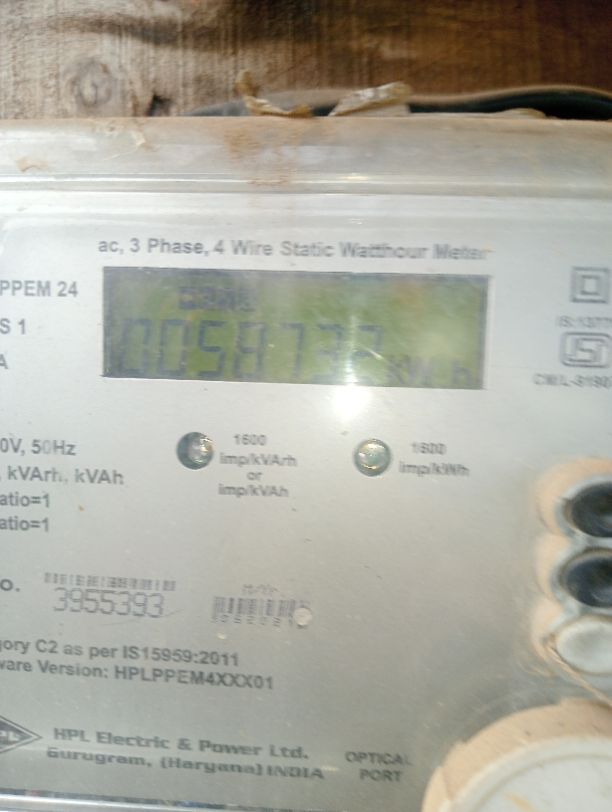 ac, 3 Phase, 4 Wire Static Watthour Meter
PPEM 24
S 1
A
0058732 kWh
0V, 50Hz
, kVArh, kVAh
atio=1
atio=1
1600
imp/kVArh
or
imp/kVAh
1600
imp/kWh
o.
3955393
gory C2 as per IS15959:2011
ware Version: HPLPPEM4XXX01
HPL Electric & Power Ltd.
Gurugram, (Haryana) INDIA
OPTICAL
PORT